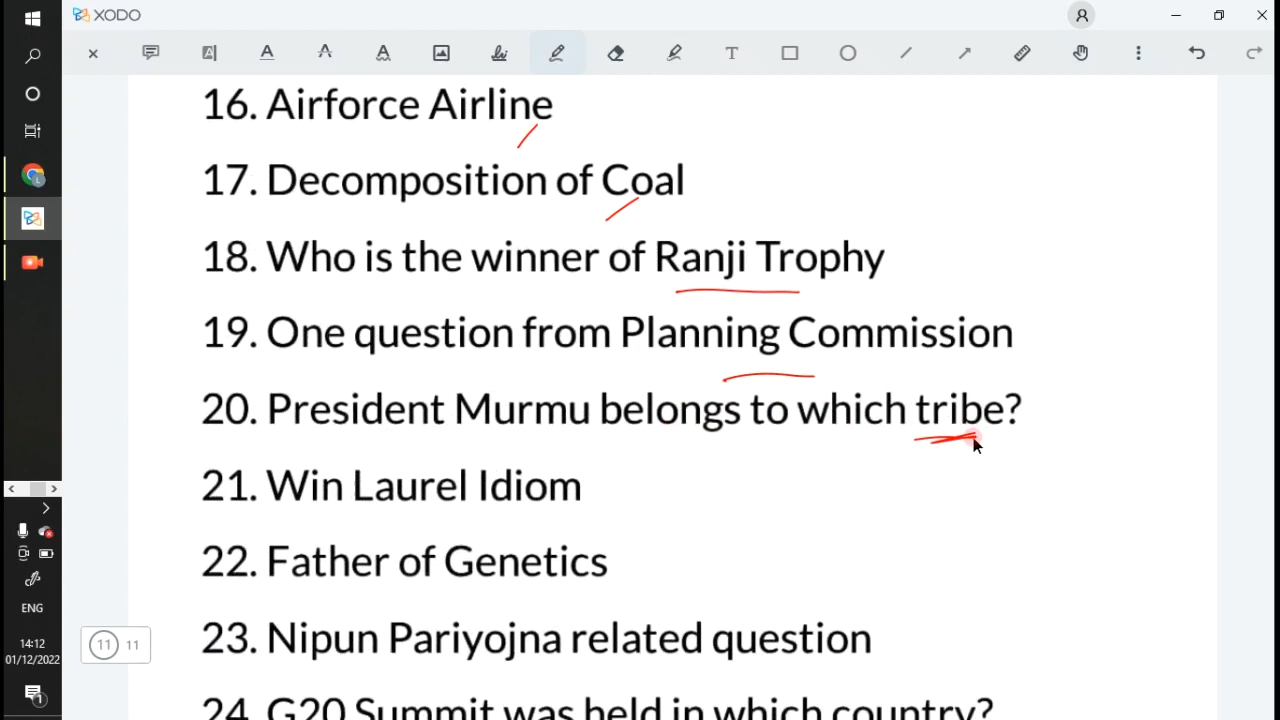 XODO
16. Airforce Airline
17. Decomposition of Coal
18. Who is the winner of Ranji Trophy
19. One question from Planning Commission
20. President Murmu belongs to which tribe?
21. Win Laurel Idiom
22. Father of Genetics
23. Nipun Pariyojna related question
24. G20 Summit was held in which country?
11 11
ENG
14:12
01/12/2022
1